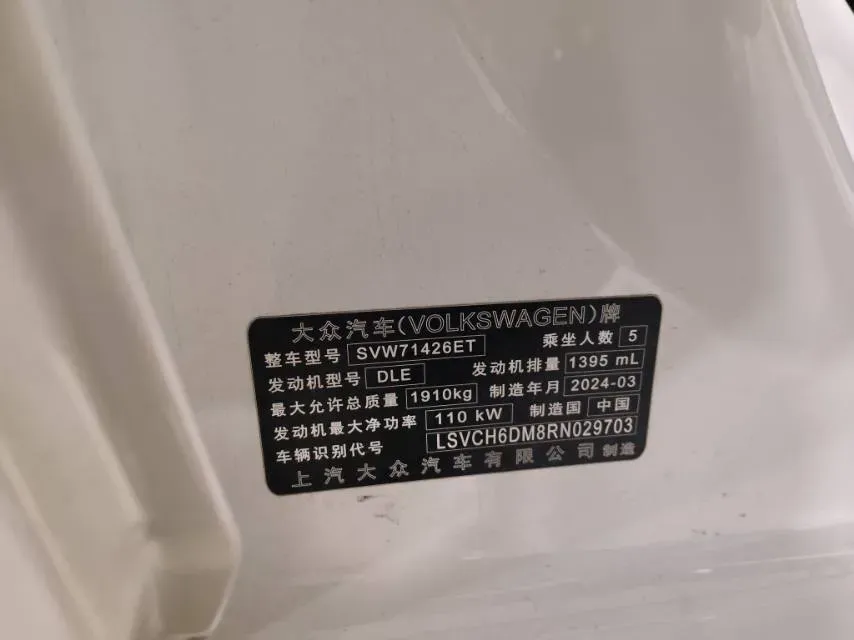 大众汽车(VOLKSWAGEN)牌
整车型号 SVW71426ET 乘坐人数 5
发动机型号 DLE 发动机排量 1395 mL
最大允许总质量 1910kg 制造年月 2024-03
发动机最大净功率 110 kW 制造国 中国
车辆识别代号 LSVCH6DM8RN029703
上汽大众汽车有限公司 制造